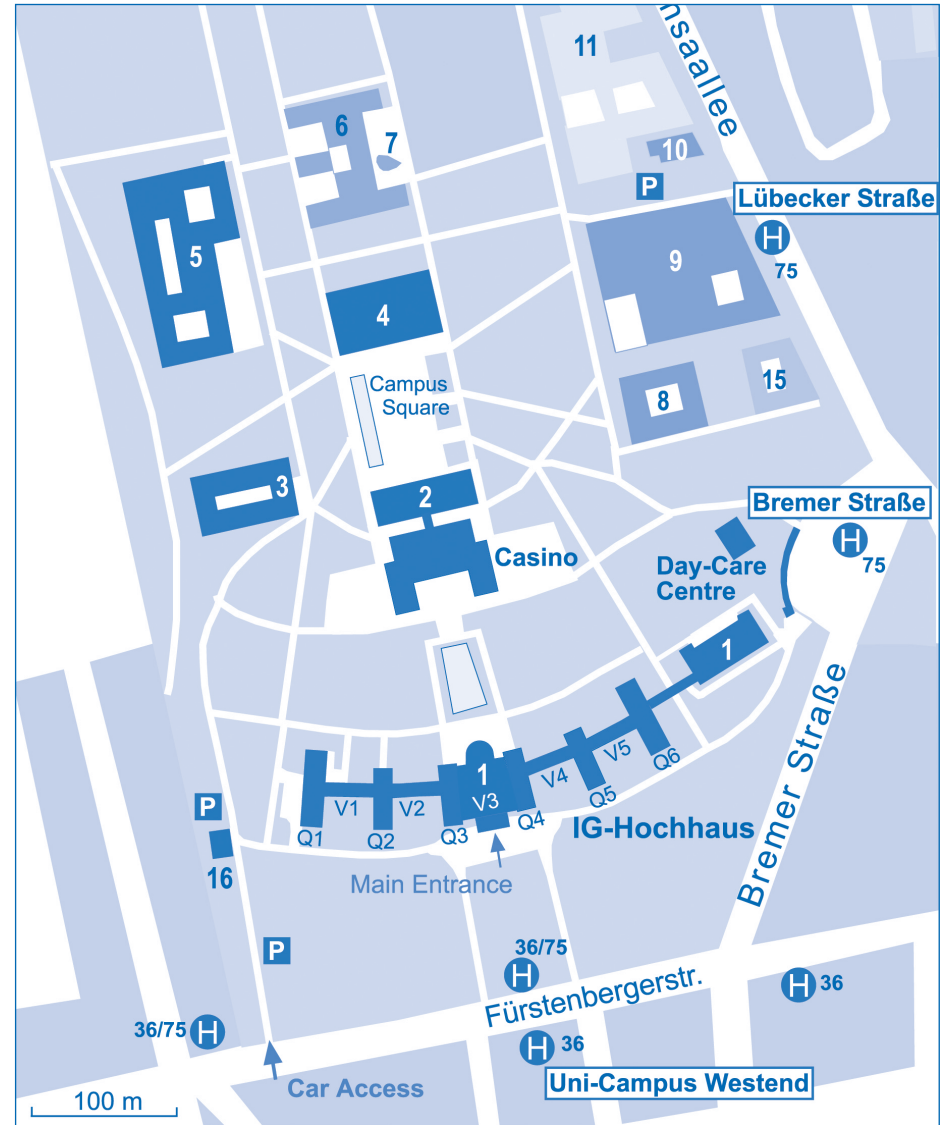 nsaallee
11
6
7
10
P
Lübecker Straße
H
75
5
9
4
Campus
Square
8
15
3
2
Bremer Straße
H
75
Casino
Day-Care
Centre
1
Bremer Straße
1
V3
V4
V5
Q6
Q5
Q4
V1
V2
Q1
Q2
Q3
IG-Hochhaus
P
16
Main Entrance
P
36/75
H
Fürstenbergerstr.
H 36
36/75 H
H 36
Uni-Campus Westend
Car Access
100 m